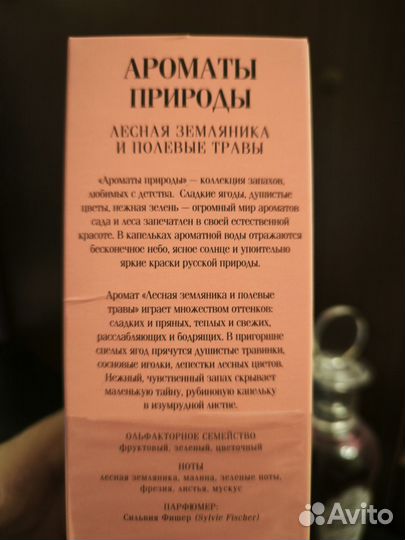 АРОМАТЫ
ПРИРОДЫ
ЛЕСНАЯ ЗЕМЛЯНИКА
И ПОЛЕВЫЕ ТРАВЫ
«Ароматы природы» — коллекция запахов,
любимых с детства. Сладкие ягоды, душистые
цветы, нежная зелень — огромный мир ароматов
сада и леса запечатлен в своей естественной
красоте. В капельках ароматной воды отражаются
бесконечное небо, ясное солнце и упоительно
яркие краски русской природы.
Аромат «Лесная земляника и полевые
травы» играет множеством оттенков:
сладких и пряных, теплых и свежих,
расслабляющих и бодрящих. В пригоршне
спелых ягод прячутся душистые травинки,
сосновые иголки, лепестки лесных цветов.
Нежный, чувственный запах скрывает
маленькую тайну, рубиновую капельку
в изумрудной листве.
ОЛЬФАКТОРНОЕ СЕМЕЙСТВО
фруктовый, зеленый, цветочный
НОТЫ
лесная земляника, малина, зеленые ноты,
фрезия, листья, мускус
ПАРФЮМЕР:
Сильвия Фишер (Sylvie Fischer)
Avito